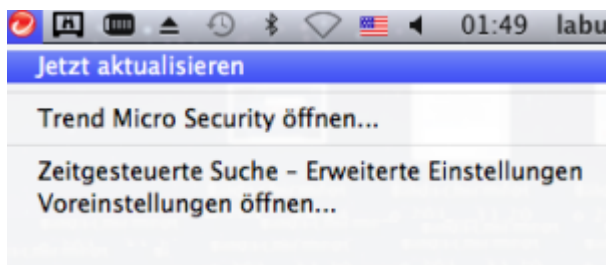 01:49 labu
Jetzt aktualisieren
Trend Micro Security öffnen...
Zeitgesteuerte Suche – Erweiterte Einstellungen
Voreinstellungen öffnen...